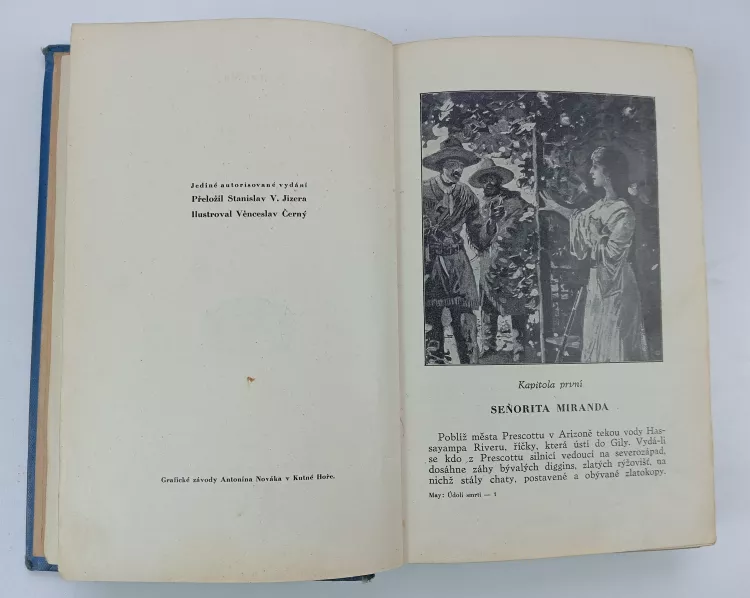 Jediné autorisované vydání
Přeložil Stanislav V. Jizera
Ilustroval Věnceslav Černý
Grafické závody Antonína Nováka v Kutné Hoře.
Kapitola první
SEÑORITA MIRANDA
Poblíž města Prescottu v Arizoně tekou vody Has-
sayampa Riveru, říčky, která ústí do Gily. Vydá-li
se kdo z Prescottu silnicí vedoucí na severozápad,
dosáhne záhy bývalých diggins, zlatých rýžovišť, na
nichž stály chaty, postavené a obývané zlatokopy.
May: Údolí smrti — 1